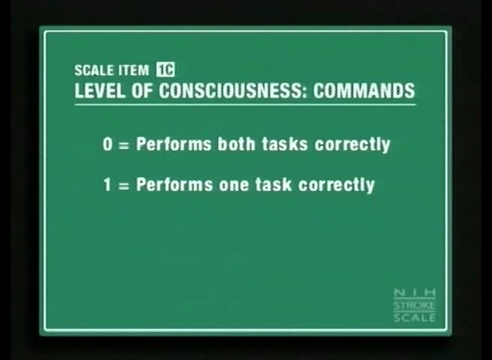 SCALE ITEM 1C
LEVEL OF CONSCIOUSNESS: COMMANDS
0 = Performs both tasks correctly
1 = Performs one task correctly
NIH
STROKE
SCALE